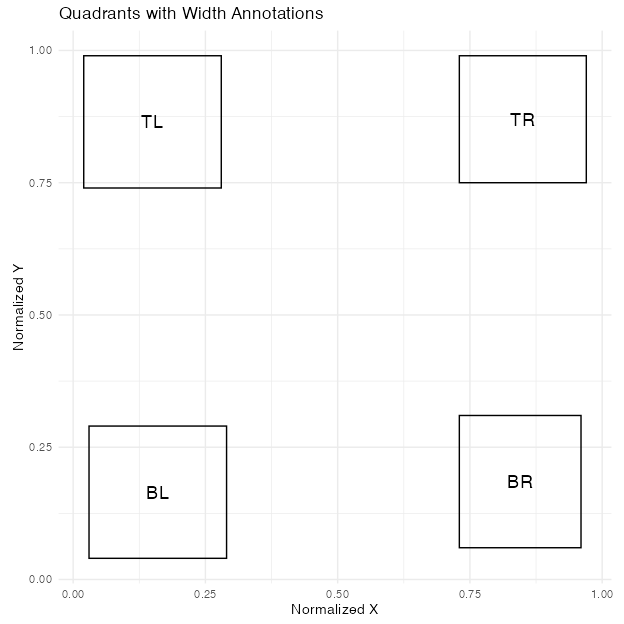 Quadrants with Width Annotations
1.00
TL
TR
0.75
Normalized Y
0.50
0.25
BL
BR
0.00
0.00 0.25 0.50 0.75 1.00
Normalized X